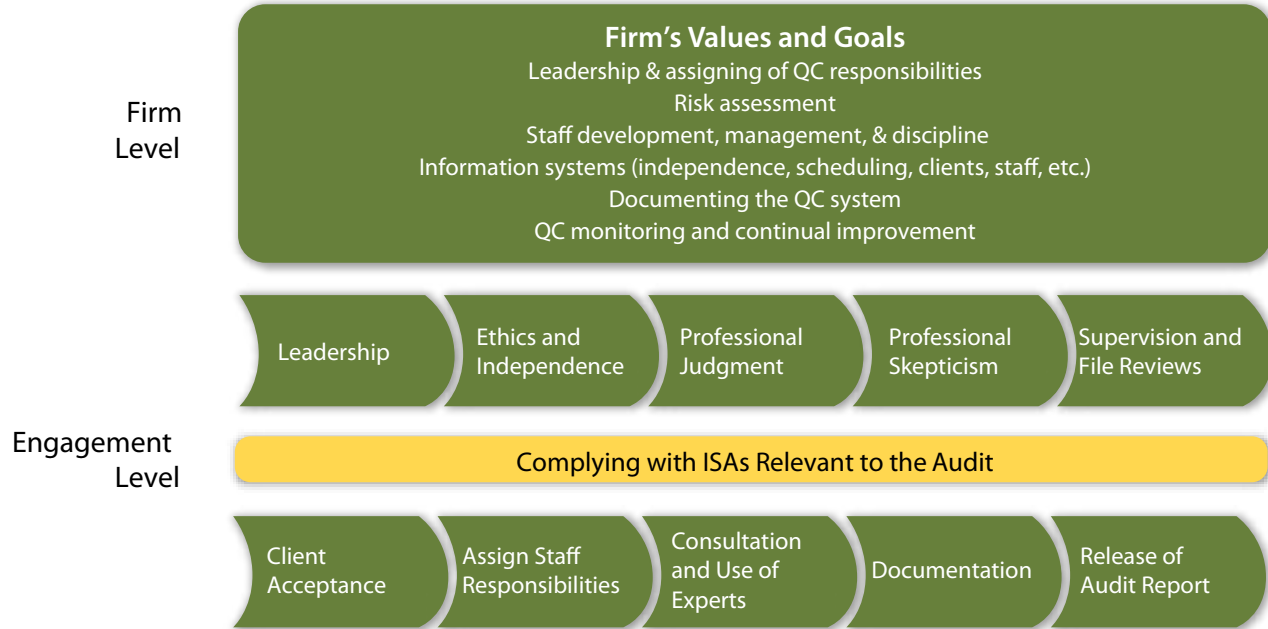 Firm's Values and Goals
Leadership & assigning of QC responsibilities
Risk assessment
Staff development, management, & discipline
Information systems (independence, scheduling, clients, staff, etc.)
Documenting the QC system
QC monitoring and continual improvement
Firm
Level
Leadership
Ethics and
Independence
Professional
Judgment
Professional
Skepticism
Supervision and
File Reviews
Engagement
Level
Complying with ISAs Relevant to the Audit
Client
Acceptance
Assign Staff
Responsibilities
Consultation
and Use of
Experts
Documentation
Release of
Audit Report